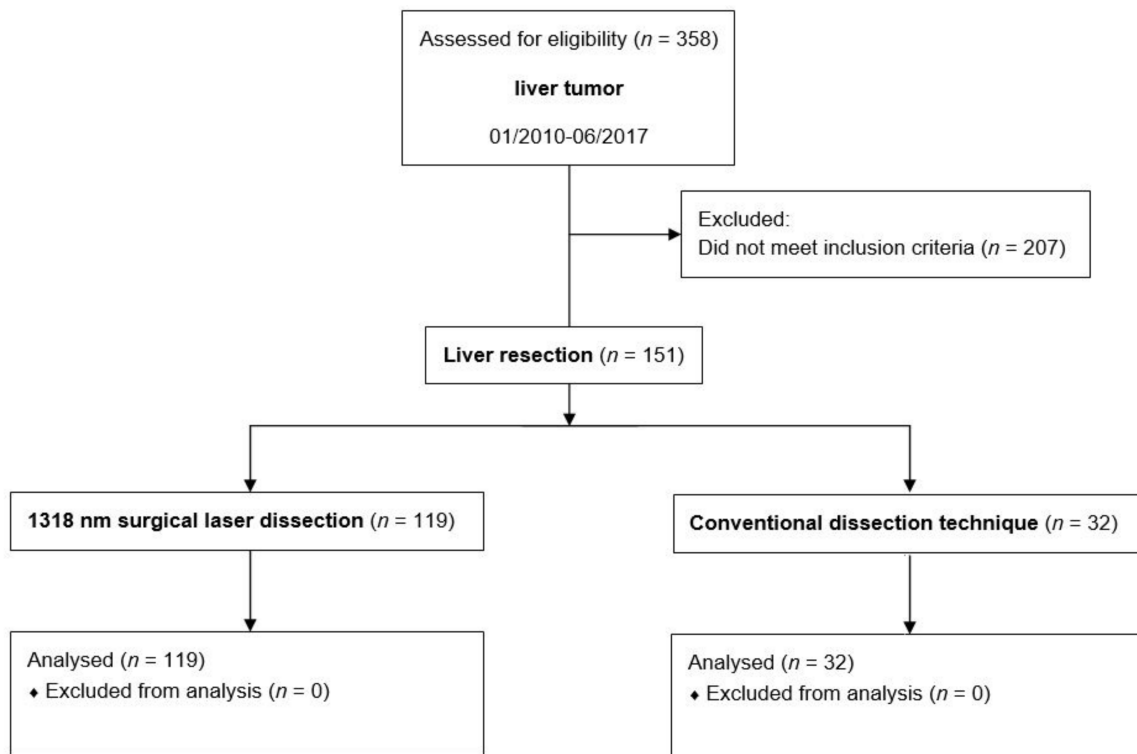 Assessed for eligibility (n = 358)
liver tumor
01/2010-06/2017
Excluded:
Did not meet inclusion criteria (n = 207)
Liver resection (n = 151)
1318 nm surgical laser dissection (n = 119)
Conventional dissection technique (n = 32)
Analysed (n = 119)
⬧ Excluded from analysis (n = 0)
Analysed (n = 32)
⬧ Excluded from analysis (n = 0)